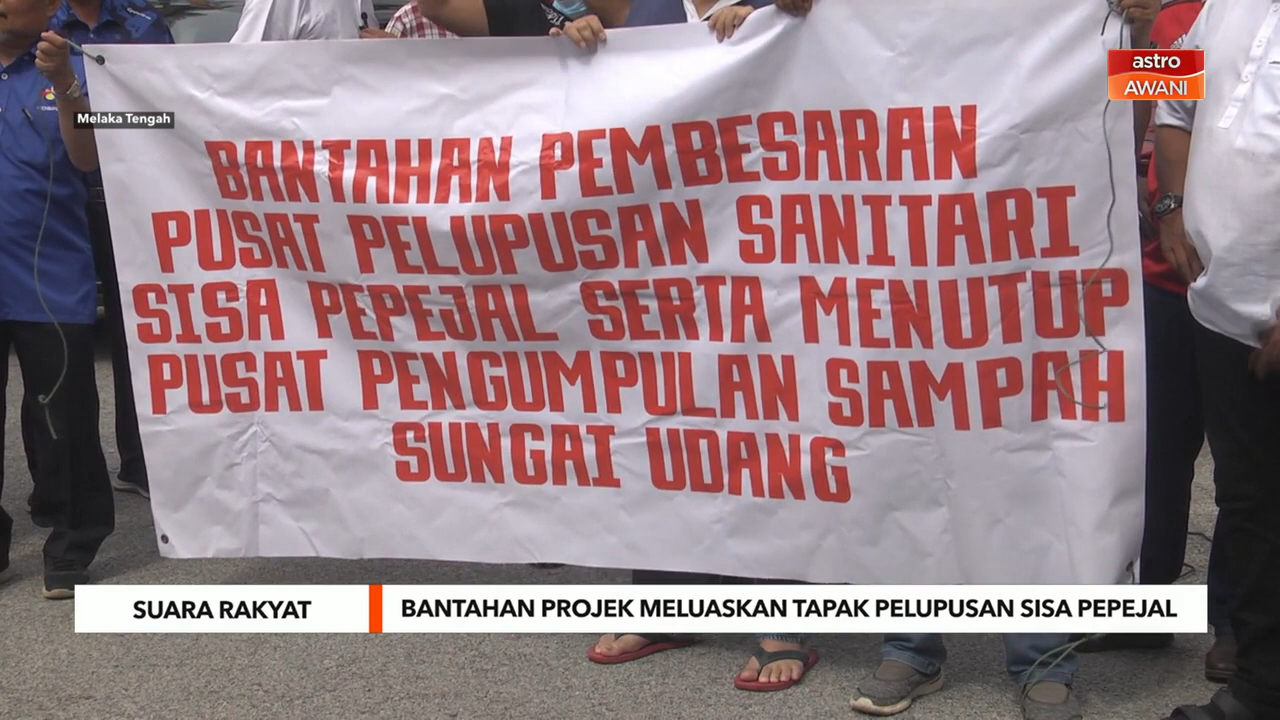 astro
AWANI
Melaka Tengah
BANTAHAN PEMBESARAN
PUSAT PELUPUSAN SANITARI
SISA PEPEJAL SERTA MENUTUP
PUSAT PENGUMPULAN SAMPAH
SUNGAI UDANG
SUARA RAKYAT
BANTAHAN PROJEK MELUASKAN TAPAK PELUPUSAN SISA PEPEJAL